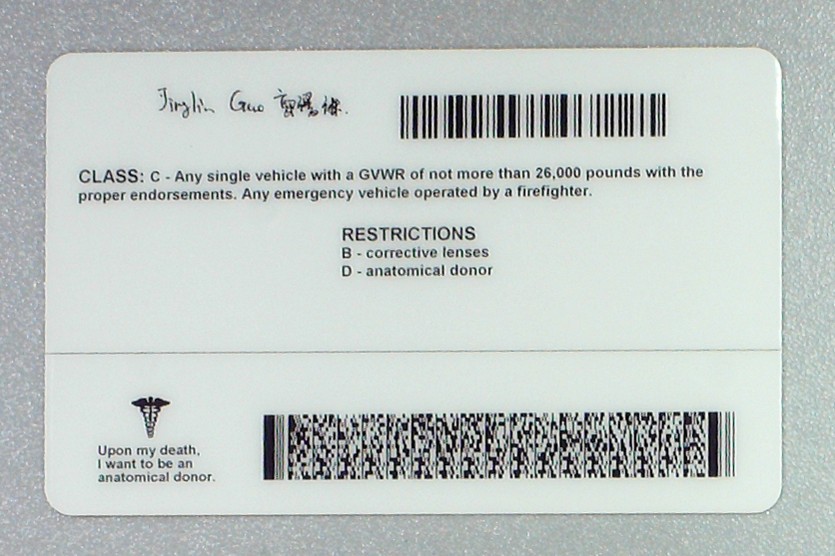 Jinglin Guo
CLASS: C - Any single vehicle with a GVWR of not more than 26,000 pounds with the
proper endorsements. Any emergency vehicle operated by a firefighter.
RESTRICTIONS
B - corrective lenses
D - anatomical donor
Upon my death,
I want to be an
anatomical donor.